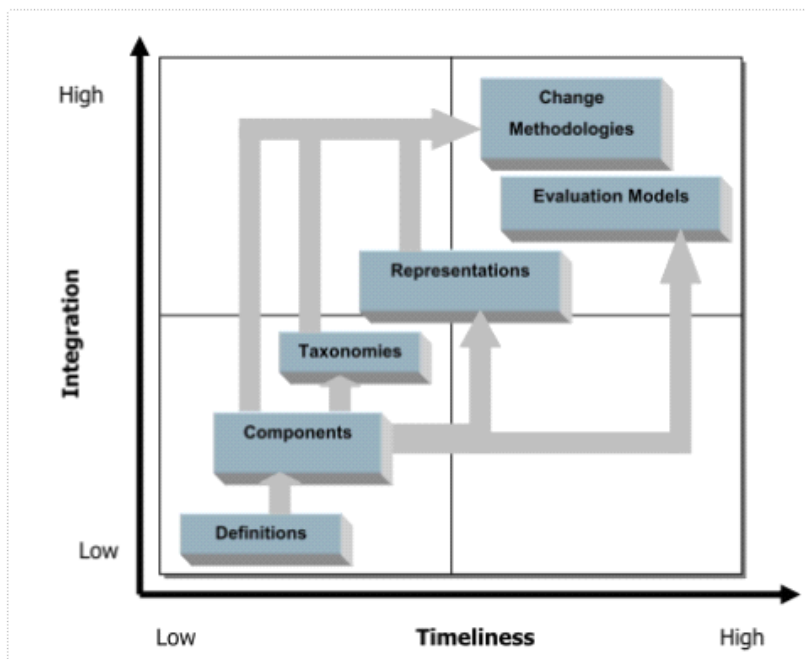 High
Change
Methodologies
Evaluation Models
Representations
Integration
Taxonomies
Components
Definitions
Low
Low
Timeliness
High